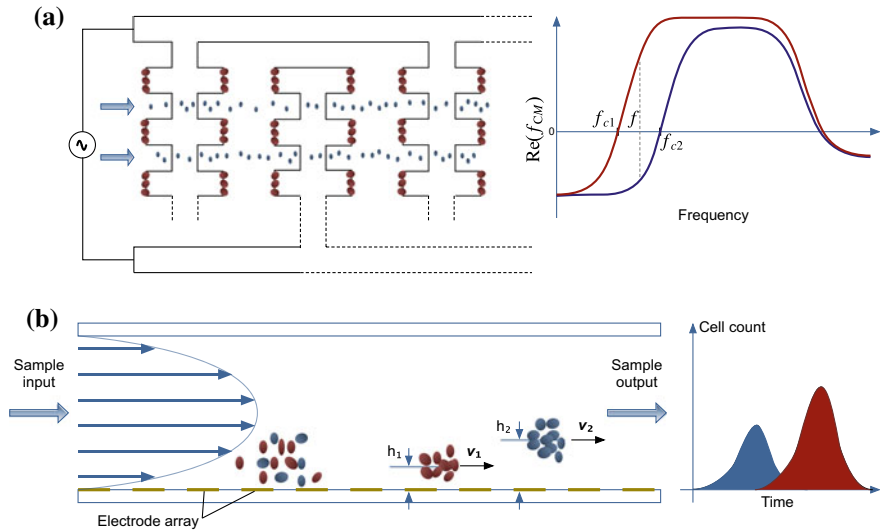 (a)
∿
Re(f_CM)
0
f_c1
f
f_c2
Frequency
(b)
Sample
input
h_1
v_1
h_2
v_2
Sample
output
Electrode array
Cell count
Time